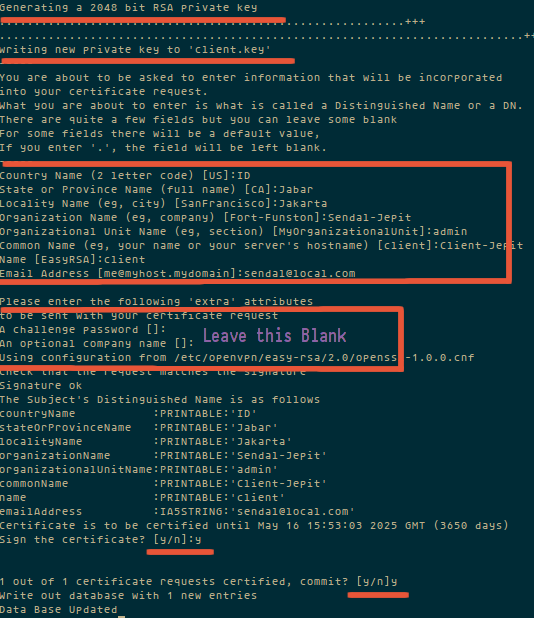 Generating a 2048 bit RSA private key
......................................................+++
........................................................................++
writing new private key to 'client.key'
-----
You are about to be asked to enter information that will be incorporated
into your certificate request.
What you are about to enter is what is called a Distinguished Name or a DN.
There are quite a few fields but you can leave some blank
For some fields there will be a default value,
If you enter '.', the field will be left blank.
-----
Country Name (2 letter code) [US]:ID
State or Province Name (full name) [CA]:Jabar
Locality Name (eg, city) [SanFrancisco]:Jakarta
Organization Name (eg, company) [Fort-Funston]:Sendal-Jepit
Organizational Unit Name (eg, section) [MyOrganizationalUnit]:admin
Common Name (eg, your name or your server's hostname) [client]:Client-Jepit
Name [EasyRSA]:client
Email Address [me@myhost.mydomain]:sendal@local.com
Please enter the following 'extra' attributes
to be sent with your certificate request
A challenge password []:
Leave this Blank
An optional company name []:
Using configuration from /etc/openvpn/easy-rsa/2.0/openssl-1.0.0.cnf
Check that the request matches the signature
Signature ok
The Subject's Distinguished Name is as follows
countryName           :PRINTABLE:'ID'
stateOrProvinceName   :PRINTABLE:'Jabar'
localityName          :PRINTABLE:'Jakarta'
organizationName      :PRINTABLE:'Sendal-Jepit'
organizationalUnitName:PRINTABLE:'admin'
commonName            :PRINTABLE:'Client-Jepit'
name                  :PRINTABLE:'client'
emailAddress          :IA5STRING:'sendal@local.com'
Certificate is to be certified until May 16 15:53:03 2025 GMT (3650 days)
Sign the certificate? [y/n]:y
1 out of 1 certificate requests certified, commit? [y/n]y
Write out database with 1 new entries
Data Base Updated